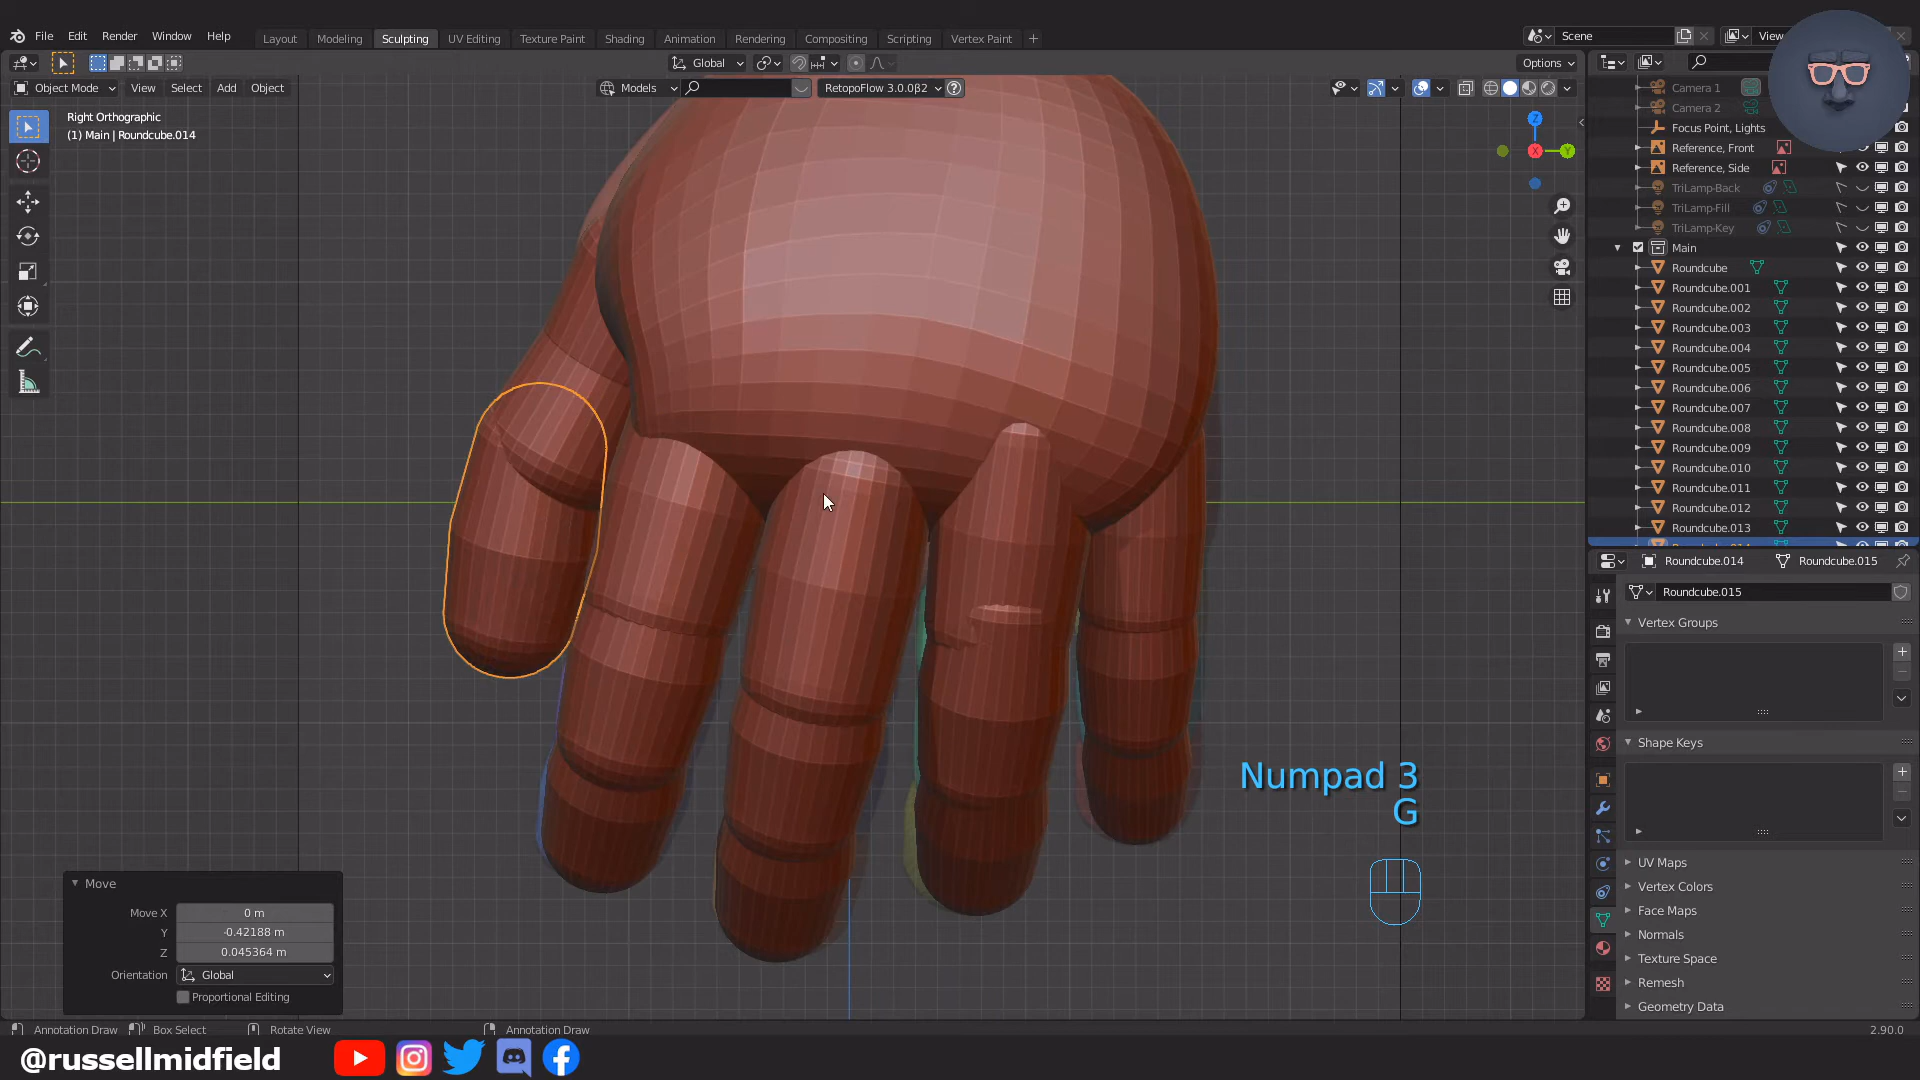 File Edit Render Window Help
Layout Modeling Sculpting UV Editing Texture Paint Shading Animation Rendering Compositing Scripting Vertex Paint +
Scene
View
Global
Options
Object Mode View Select Add Object
Models
RetopoFlow 3.0.0β2
Right Orthographic
(1) Main | Roundcube.014
Z
X
Y
Camera 1
Camera 2
Focus Point, Lights
Reference, Front
Reference, Side
TriLamp-Back
TriLamp-Fill
TriLamp-Key
Main
Roundcube
Roundcube.001
Roundcube.002
Roundcube.003
Roundcube.004
Roundcube.005
Roundcube.006
Roundcube.007
Roundcube.008
Roundcube.009
Roundcube.010
Roundcube.011
Roundcube.012
Roundcube.013
Roundcube.014 Roundcube.015
Roundcube.015
Vertex Groups
Shape Keys
UV Maps
Vertex Colors
Face Maps
Normals
Texture Space
Remesh
Geometry Data
Numpad 3
G
Move
Move X 0 m
Y -0.42188 m
Z 0.045364 m
Orientation Global
Proportional Editing
Annotation Draw Box Select Rotate View Annotation Draw
2.90.0
@russellmidfield